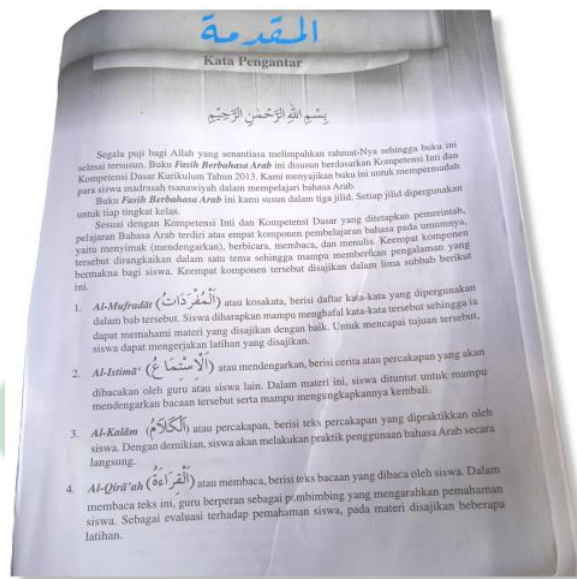 المقدمة
Kata Pengantar
بِسْمِ اللهِ الرَّحْمٰنِ الرَّحِيْمِ
Segala puji bagi Allah yang senantiasa melimpahkan rahmat-Nya sehingga buku ini
selesai tersusun. Buku Fasih Berbahasa Arab ini disusun berdasarkan Kompetensi Inti dan
Kompetensi Dasar Kurikulum Tahun 2013. Kami menyajikan buku ini untuk mempermudah
para siswa madrasah tsanawiyah dalam mempelajari bahasa Arab.
Buku Fasih Berbahasa Arab ini kami susun dalam tiga jilid. Setiap jilid dipergunakan
untuk tiap tingkat kelas.
Sesuai dengan Kompetensi Inti dan Kompetensi Dasar yang ditetapkan pemerintah,
pelajaran Bahasa Arab terdiri atas empat komponen pembelajaran bahasa pada umumnya,
yaitu menyimak (mendengarkan), berbicara, membaca, dan menulis. Keempat komponen
tersebut dirangkaikan dalam satu tema sehingga mampu memberikan pengalaman yang
bermakna bagi siswa. Keempat komponen tersebut disajikan dalam lima subbab berikut
ini.
1. Al-Mufradāt (اَلْمُفْرَدَاتُ) atau kosakata, berisi daftar kata-kata yang dipergunakan
dalam bab tersebut. Siswa diharapkan mampu menghafal kata-kata tersebut sehingga ia
dapat memahami materi yang disajikan dengan baik. Untuk mencapai tujuan tersebut,
siswa dapat mengerjakan latihan yang disajikan.
2. Al-Istimā' (اَلْاِسْتِمَاعُ) atau mendengarkan, berisi cerita atau percakapan yang akan
dibacakan oleh guru atau siswa lain. Dalam materi ini, siswa dituntut untuk mampu
mendengarkan bacaan tersebut serta mampu mengungkapkannya kembali.
3. Al-Kalām (اَلْكَلَامُ) atau percakapan, berisi teks percakapan yang dipraktikkan oleh
siswa. Dengan demikian, siswa akan melakukan praktik penggunaan bahasa Arab secara
langsung.
4. Al-Qirā'ah (اَلْقِرَاءَةُ) atau membaca, berisi teks bacaan yang dibaca oleh siswa. Dalam
membaca teks ini, guru berperan sebagai pembimbing yang mengarahkan pemahaman
siswa. Sebagai evaluasi terhadap pemahaman siswa, pada materi disajikan beberapa
latihan.